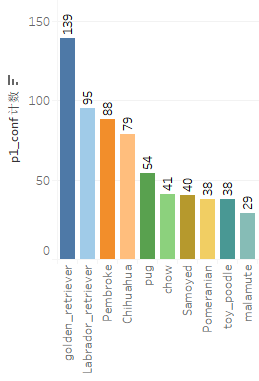 p1_conf 计数
150
100
50
0
139
95
88
79
54
41
40
38
38
29
golden_retriever
Labrador_retriever
Pembroke
Chihuahua
pug
chow
Samoyed
Pomeranian
toy_poodle
malamute